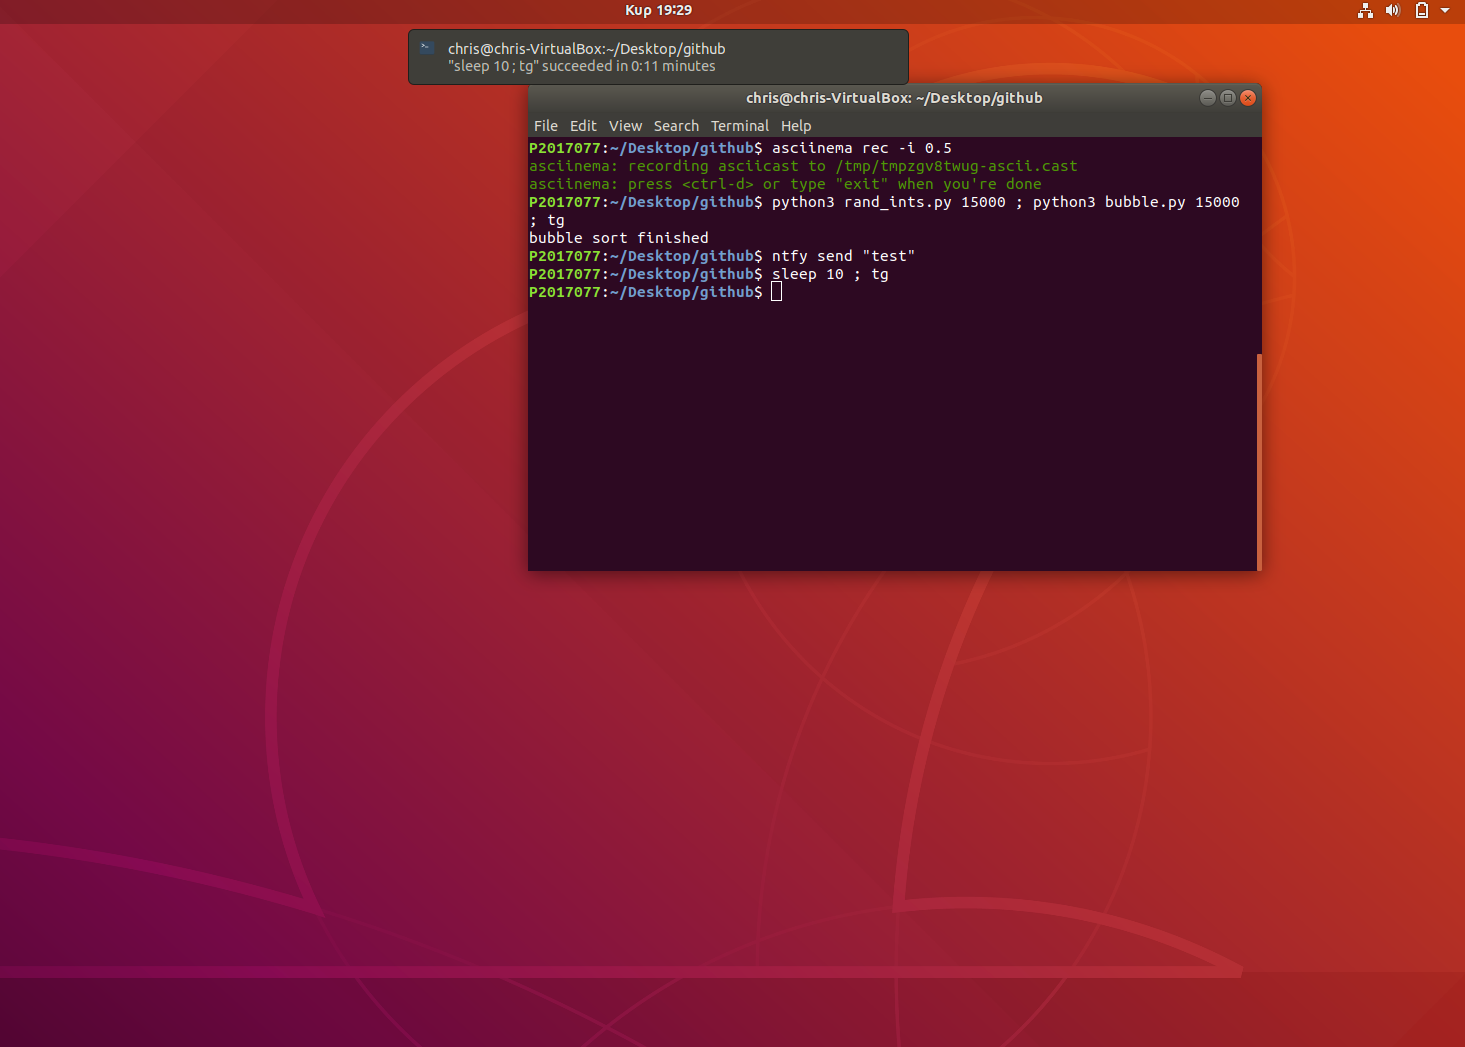 Κυρ 19:29
chris@chris-VirtualBox:~/Desktop/github
"sleep 10 ; tg" succeeded in 0:11 minutes
chris@chris-VirtualBox: ~/Desktop/github
File Edit View Search Terminal Help
P2017077:~/Desktop/github$ asciinema rec -i 0.5
asciinema: recording asciicast to /tmp/tmpzgv8twug-ascii.cast
asciinema: press <ctrl-d> or type "exit" when you're done
P2017077:~/Desktop/github$ python3 rand_ints.py 15000 ; python3 bubble.py 15000
; tg
bubble sort finished
P2017077:~/Desktop/github$ ntfy send "test"
P2017077:~/Desktop/github$ sleep 10 ; tg
P2017077:~/Desktop/github$